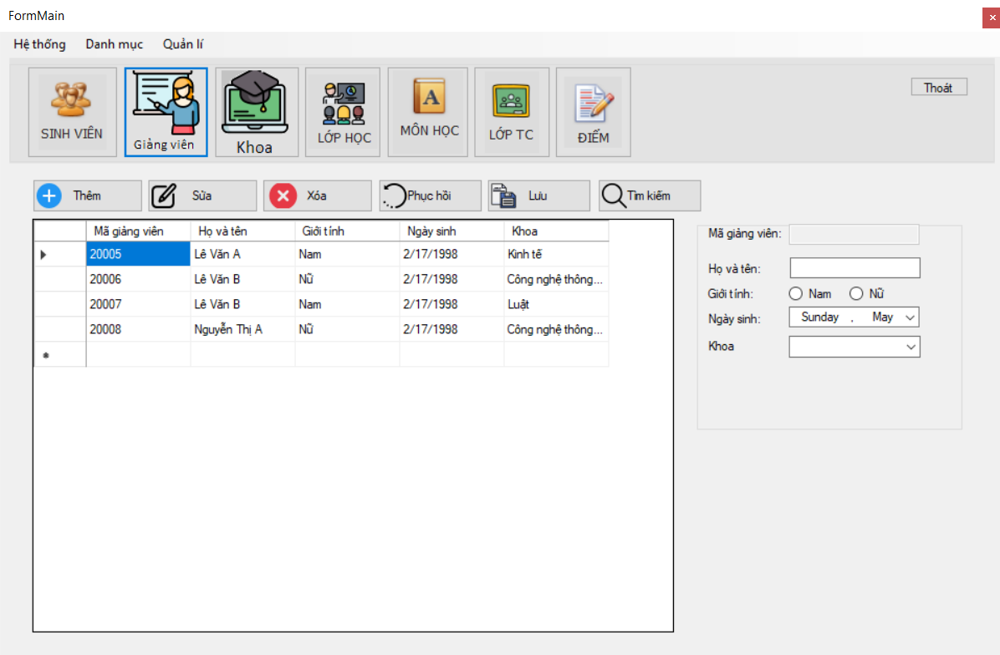 FormMain
Hệ thống Danh mục Quản lí
SINH VIÊN Giảng viên Khoa LỚP HỌC A MÔN HỌC LỚP TC ĐIỂM Thoát
Thêm Sửa Xóa Phục hồi Lưu Tìm kiếm
Mã giảng viên Họ và tên Giới tính Ngày sinh Khoa
20005 Lê Văn A Nam 2/17/1998 Kinh tế
20006 Lê Văn B Nữ 2/17/1998 Công nghệ thông...
20007 Lê Văn B Nam 2/17/1998 Luật
20008 Nguyễn Thị A Nữ 2/17/1998 Công nghệ thông...
Mã giảng viên:
Họ và tên:
Giới tính: Nam Nữ
Ngày sinh: Sunday , May
Khoa